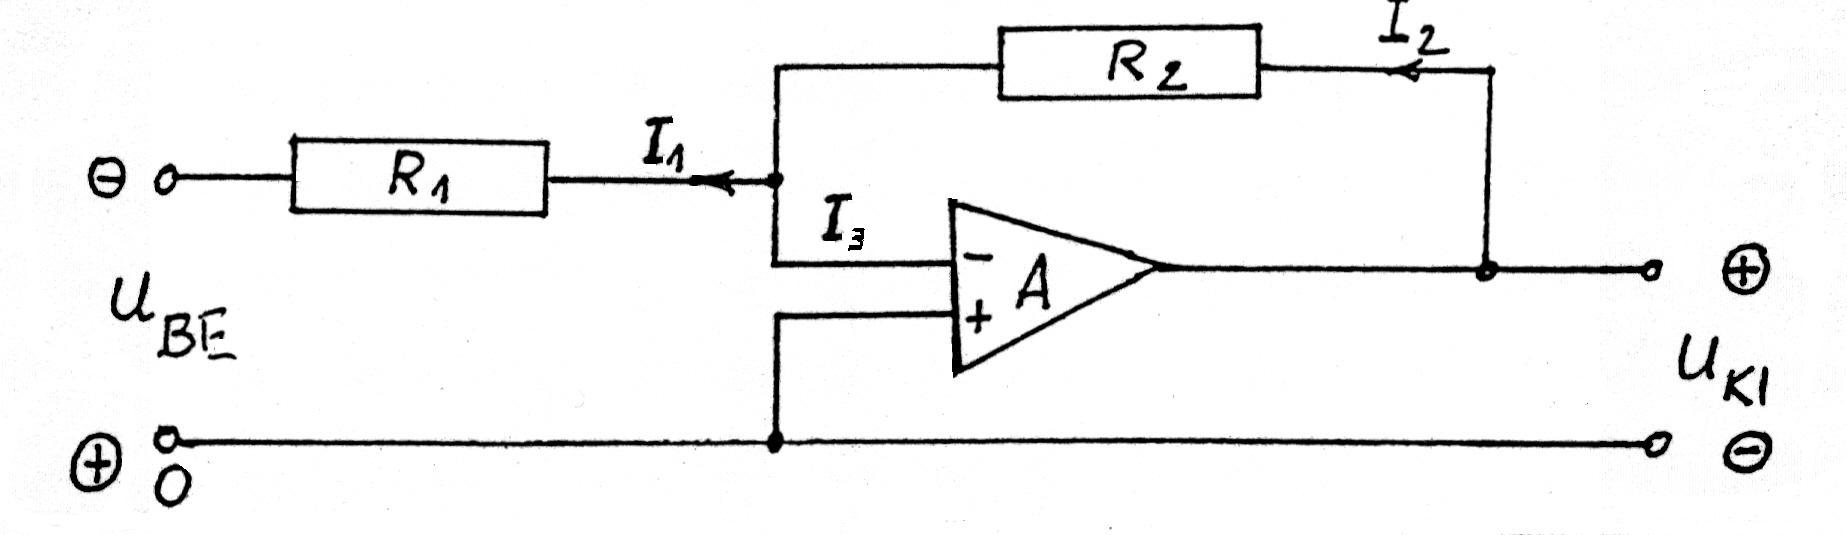 I2
R2
I1
⊖ R1
I3
− A
+
⊕
UBE
UKI
⊕ 0 ⊖